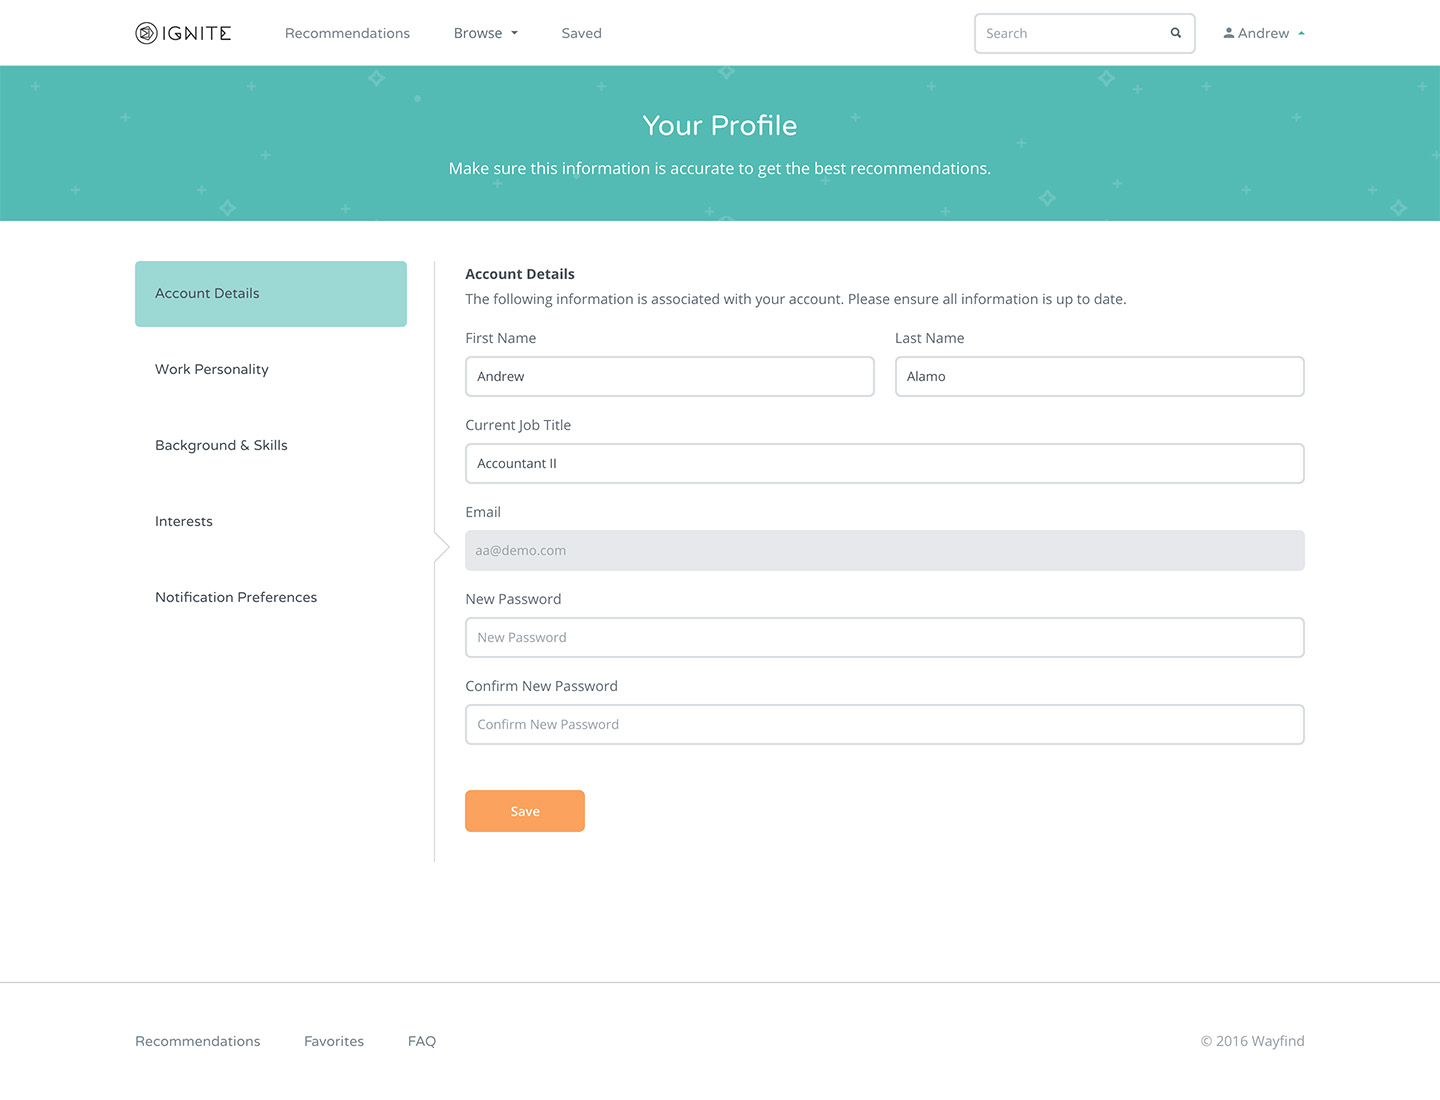 IGNITE Recommendations Browse Saved Search Andrew
Your Profile
Make sure this information is accurate to get the best recommendations.
Account Details
Work Personality
Background & Skills
Interests
Notification Preferences
Account Details
The following information is associated with your account. Please ensure all information is up to date.
First Name Last Name
Andrew Alamo
Current Job Title
Accountant II
Email
aa@demo.com
New Password
New Password
Confirm New Password
Confirm New Password
Save
Recommendations Favorites FAQ © 2016 Wayfind